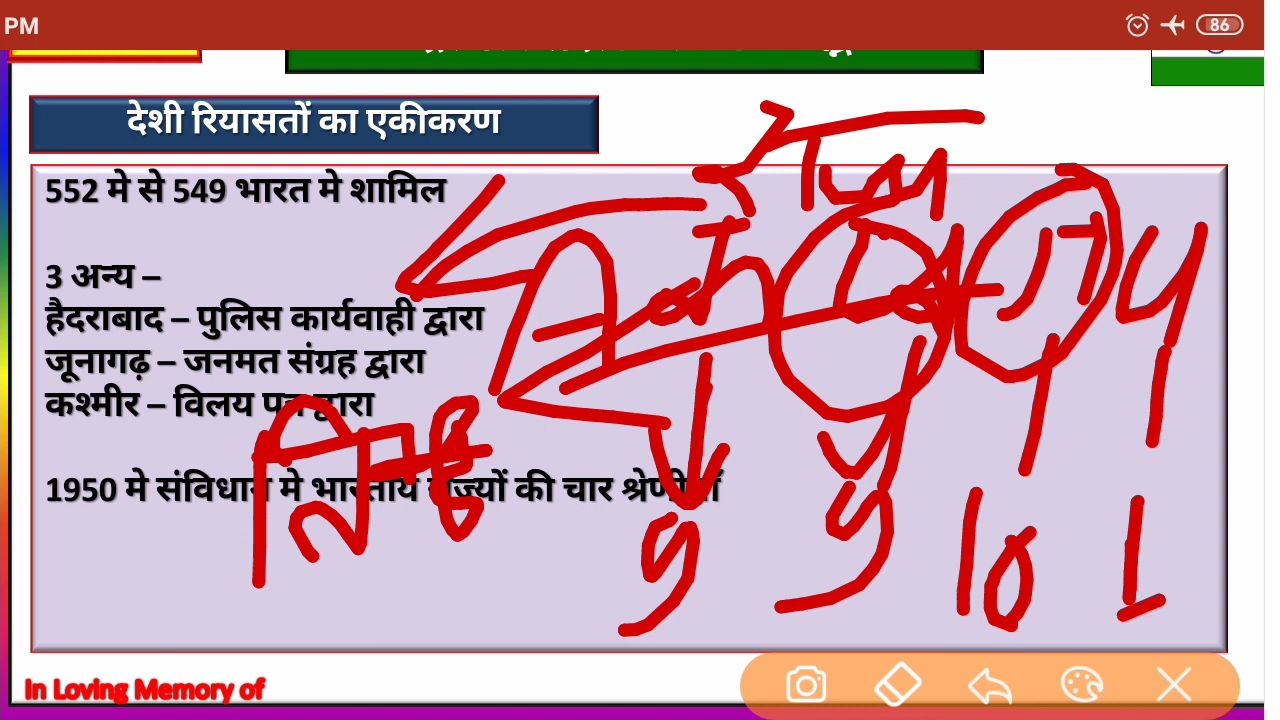 PM
86
देशी रियासतों का एकीकरण
552 मे से 549 भारत मे शामिल
3 अन्य –
हैदराबाद – पुलिस कार्यवाही द्वारा
जूनागढ़ – जनमत संग्रह द्वारा
कश्मीर – विलय पत्र द्वारा
1950 मे संविधान मे भारतीय राज्यों की चार श्रेणीयाँ
9 9 10 1
In Loving Memory of